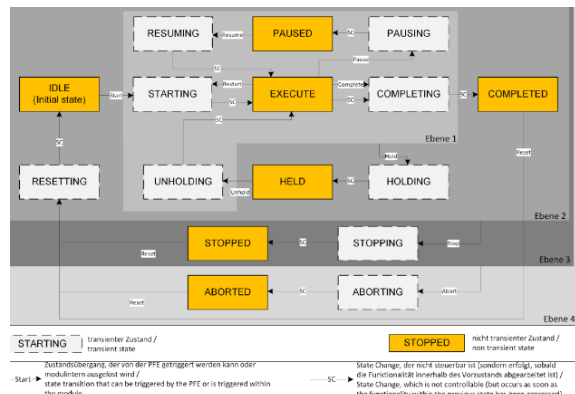 RESUMING
Resume
PAUSED
SC
PAUSING
SC
Pause
IDLE
(Initial state)
Start
STARTING
Restart
SC
EXECUTE
Complete
SC
COMPLETING
SC
COMPLETED
SC
SC
Ebene 1
Hold
Reset
RESETTING
UNHOLDING
Unhold
HELD
SC
HOLDING
Ebene 2
STOPPED
SC
STOPPING
Stop
Reset
Ebene 3
ABORTED
SC
ABORTING
Abort
Reset
Ebene 4
STARTING
transienter Zustand /
transient state
STOPPED
nicht transienter Zustand /
non transient state
Start
Zustandsübergang, der von der PFE getriggert werden kann oder
modulintern ausgelöst wird /
state transition that can be triggered by the PFE or is triggered within
the module
SC
State Change, der nicht steuerbar ist (sondern erfolgt, sobald
die Funktionalität innerhalb des Vorzustands abgearbeitet ist) /
State Change, which is not controllable (but occurs as soon as
the functionality within the previous state has been processed)